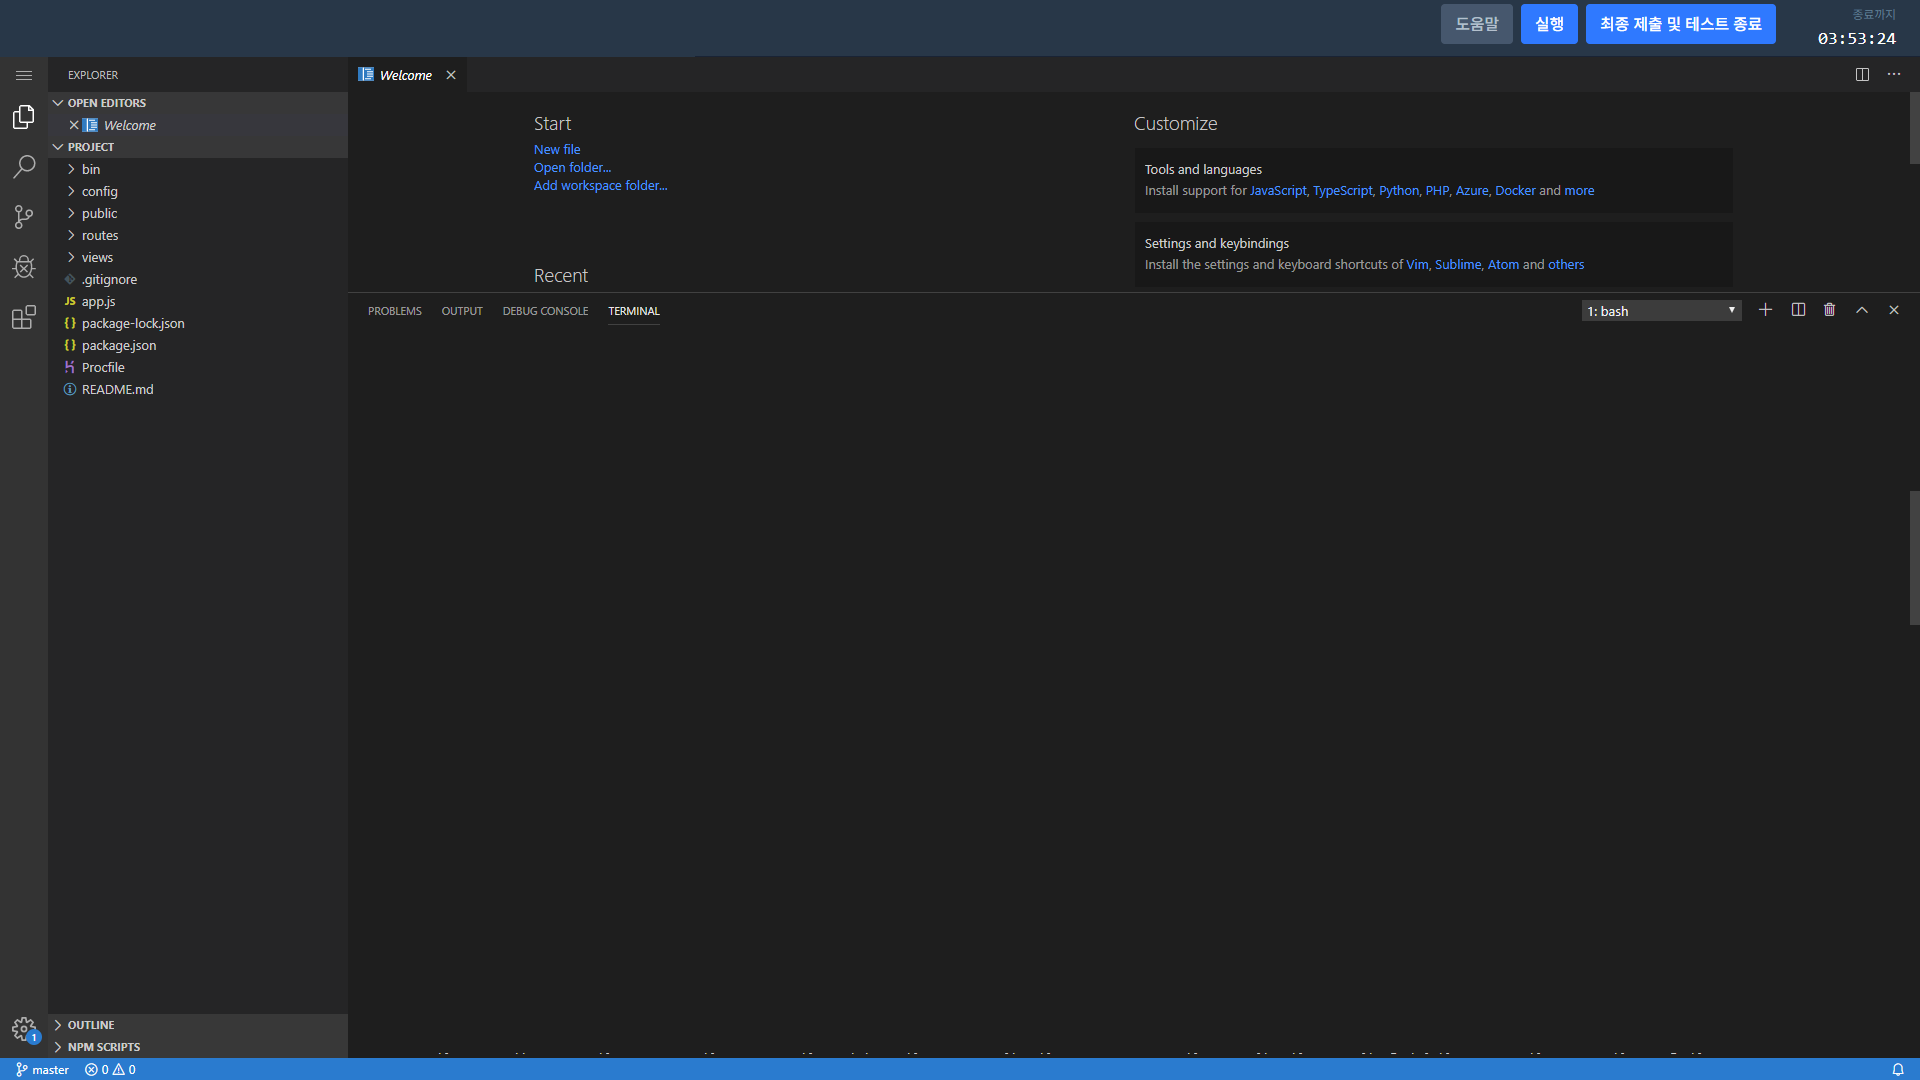 도움말
실행
최종 제출 및 테스트 종료
종료까지
03:53:24
EXPLORER
OPEN EDITORS
Welcome
PROJECT
bin
config
public
routes
views
.gitignore
app.js
package-lock.json
package.json
Procfile
README.md
OUTLINE
NPM SCRIPTS
Welcome
Start
New file
Open folder...
Add workspace folder...
Recent
Customize
Tools and languages
Install support for JavaScript, TypeScript, Python, PHP, Azure, Docker and more
Settings and keybindings
Install the settings and keyboard shortcuts of Vim, Sublime, Atom and others
PROBLEMS
OUTPUT
DEBUG CONSOLE
TERMINAL
1: bash
1
master
0
0